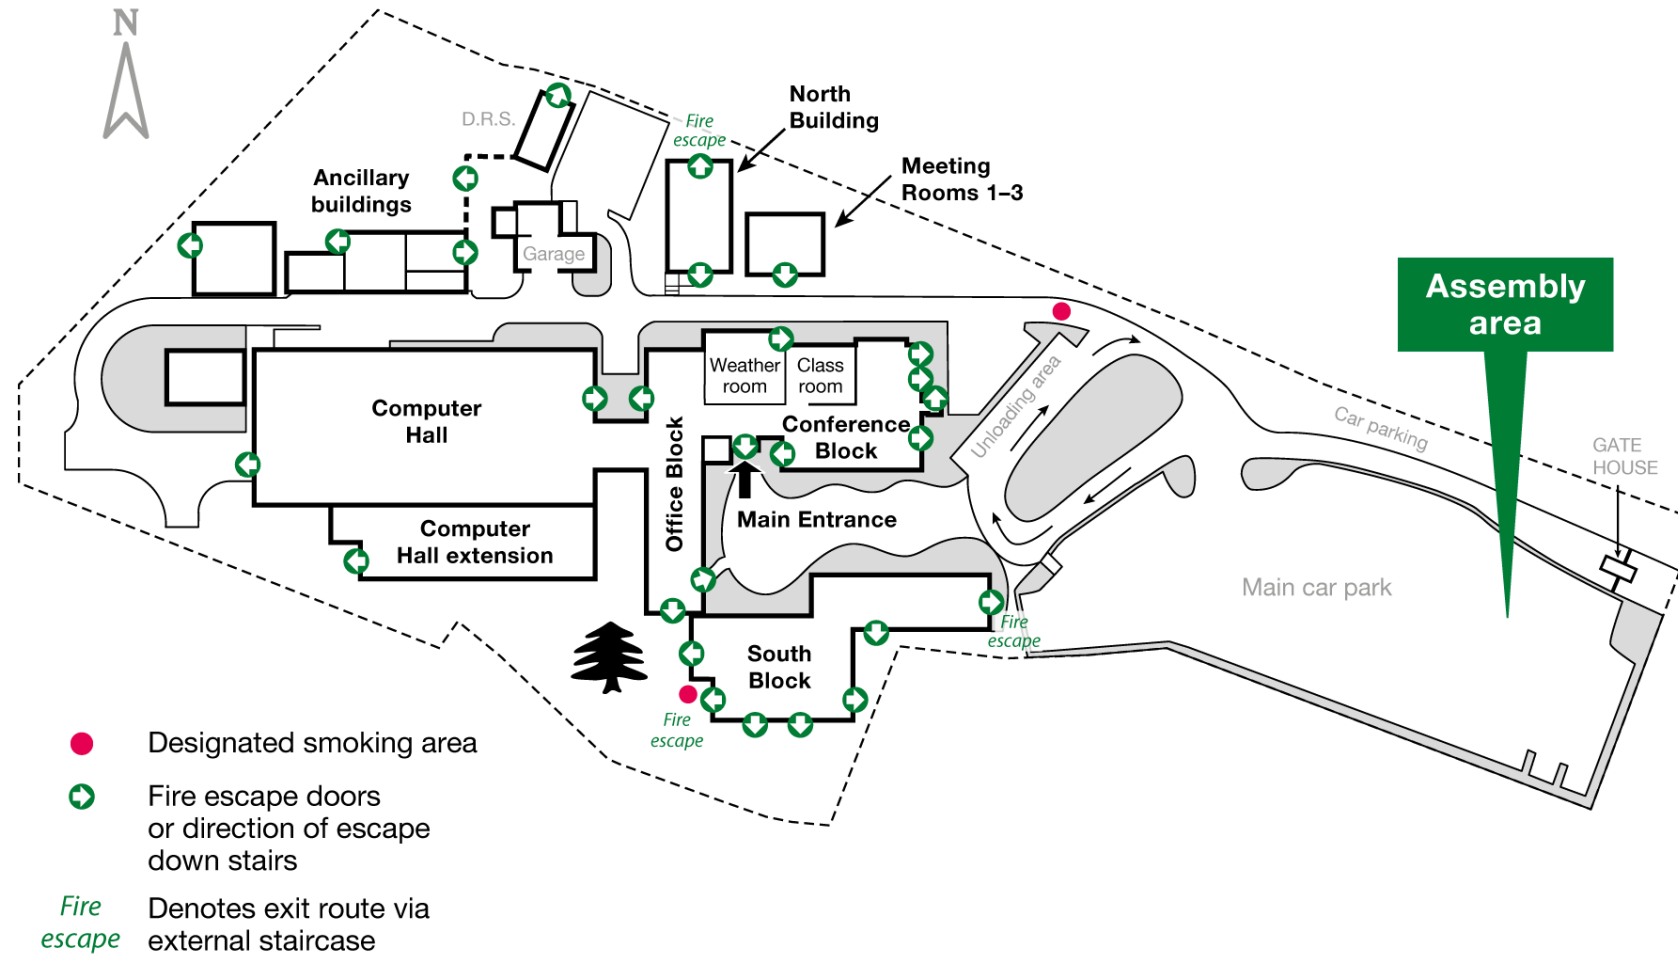 N
D.R.S.
North
Building
Fire
escape
Meeting
Rooms 1–3
Ancillary
buildings
Garage
Assembly
area
Weather
room
Class
room
Unloading area
Computer
Hall
Office Block
Conference
Block
Car parking
GATE
HOUSE
Main Entrance
Computer
Hall extension
Main car park
Fire
escape
South
Block
Fire
escape
Designated smoking area
Fire escape doors
or direction of escape
down stairs
Fire
escape
Denotes exit route via
external staircase